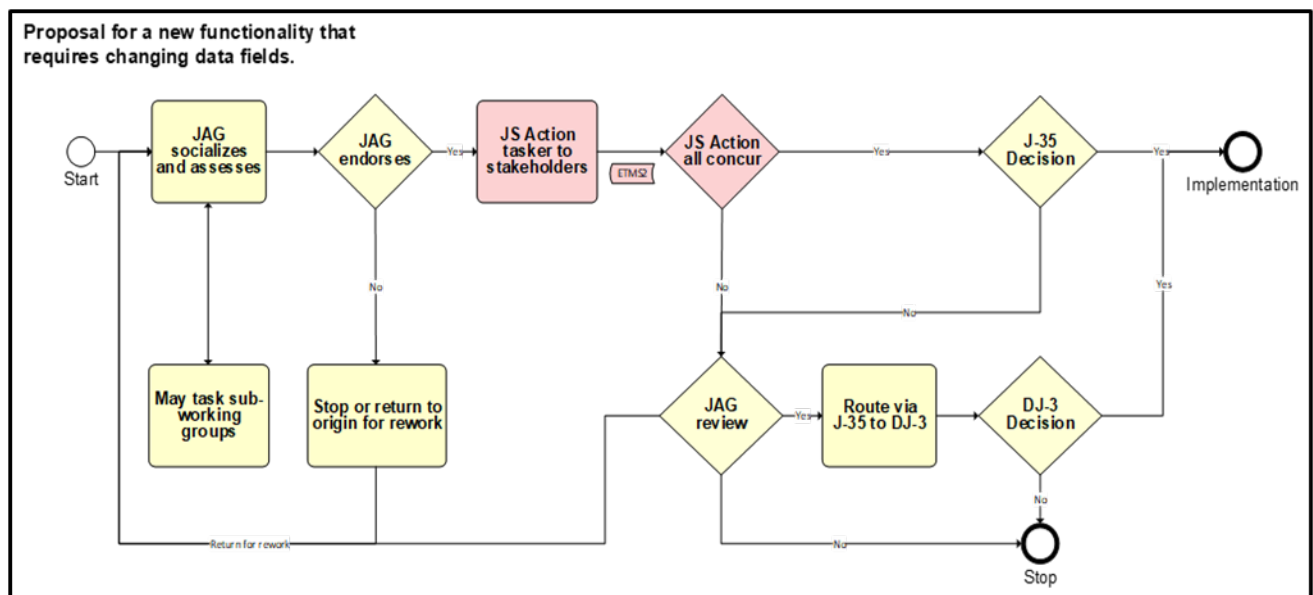 Proposal for a new functionality that
requires changing data fields.
Start
JAG
socializes
and assesses
JAG
endorses
Yes
JS Action
tasker to
stakeholders
ETMS2
JS Action
all concur
Yes
J-35
Decision
Yes
Implementation
No
No
No
Yes
May task sub-
working
groups
Stop or return to
origin for rework
JAG
review
Yes
Route via
J-35 to DJ-3
DJ-3
Decision
No
Return for rework
No
Stop